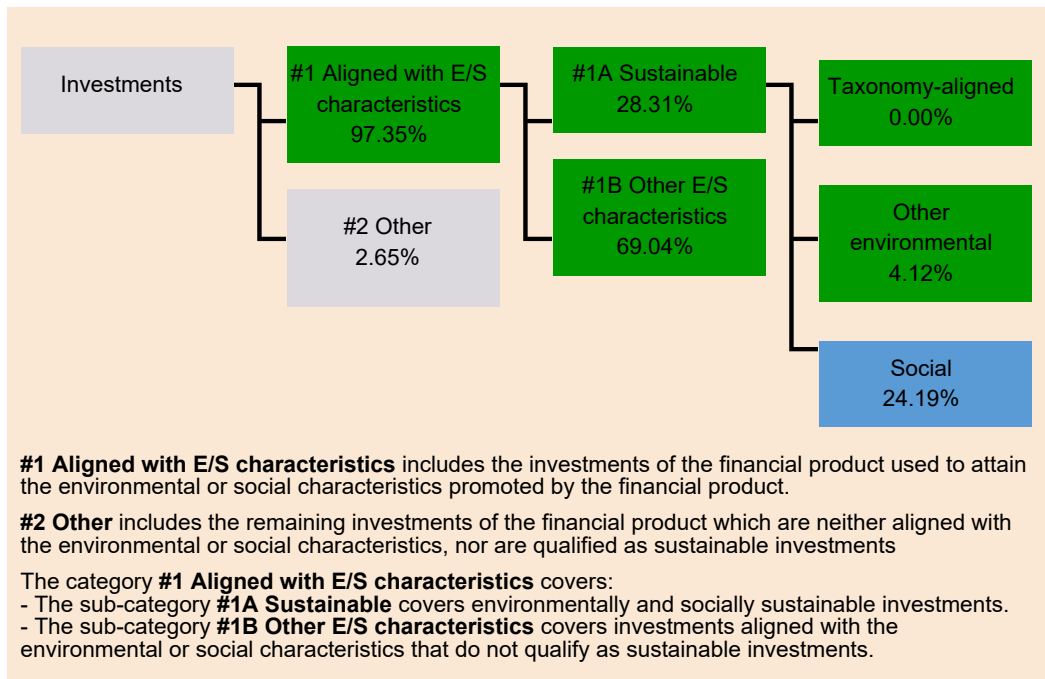 Investments
#1 Aligned with E/S
characteristics
97.35%
#2 Other
2.65%
#1A Sustainable
28.31%
#1B Other E/S
characteristics
69.04%
Taxonomy-aligned
0.00%
Other
environmental
4.12%
Social
24.19%
#1 Aligned with E/S characteristics includes the investments of the financial product used to attain
the environmental or social characteristics promoted by the financial product.
#2 Other includes the remaining investments of the financial product which are neither aligned with
the environmental or social characteristics, nor are qualified as sustainable investments
The category #1 Aligned with E/S characteristics covers:
- The sub-category #1A Sustainable covers environmentally and socially sustainable investments.
- The sub-category #1B Other E/S characteristics covers investments aligned with the
environmental or social characteristics that do not qualify as sustainable investments.